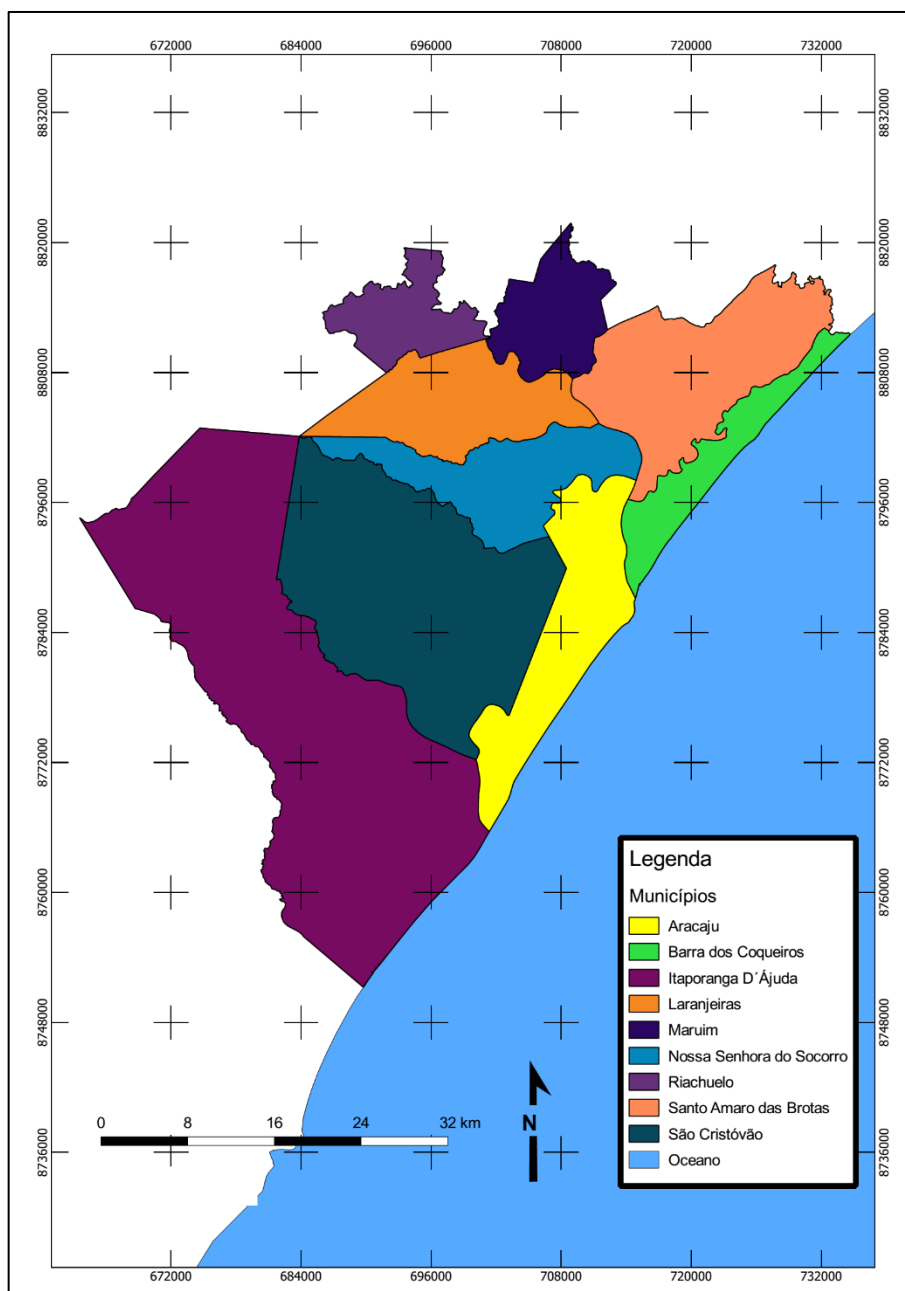 672000 684000 696000 708000 720000 732000
8832000 8832000
8820000 8820000
8808000 8808000
8796000 8796000
8784000 8784000
8772000 8772000
8760000 8760000
8748000 8748000
8736000 8736000
Legenda
Municípios
Aracaju
Barra dos Coqueiros
Itaporanga D´Ájuda
Laranjeiras
Maruim
Nossa Senhora do Socorro
Riachuelo
Santo Amaro das Brotas
São Cristóvão
Oceano
0 8 16 24 32 km
N
672000 684000 696000 708000 720000 732000